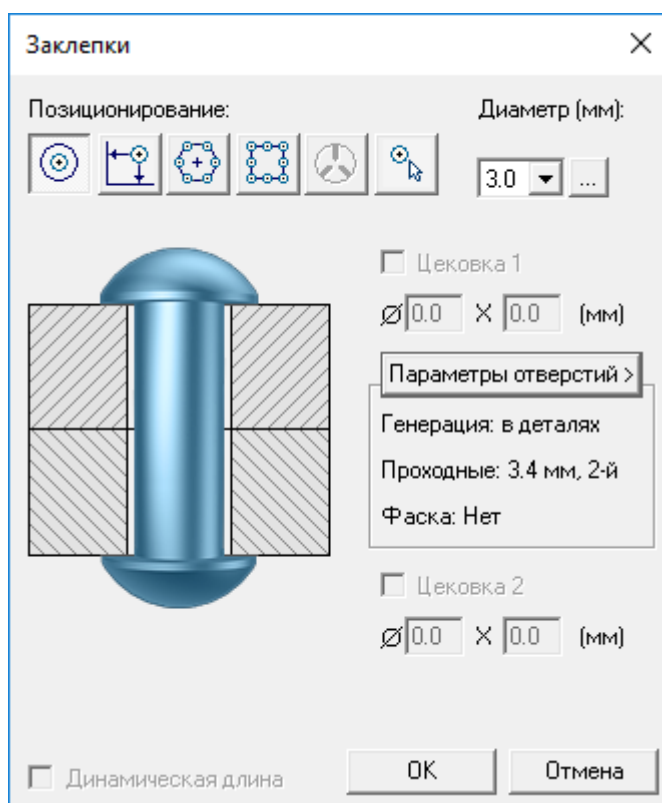 Заклепки
Позиционирование:
Диаметр (мм):
3.0
...
Цековка 1
Ø 0.0 X 0.0 (мм)
Параметры отверстий >
Генерация: в деталях
Проходные: 3.4 мм, 2-й
Фаска: Нет
Цековка 2
Ø 0.0 X 0.0 (мм)
Динамическая длина
OK
Отмена